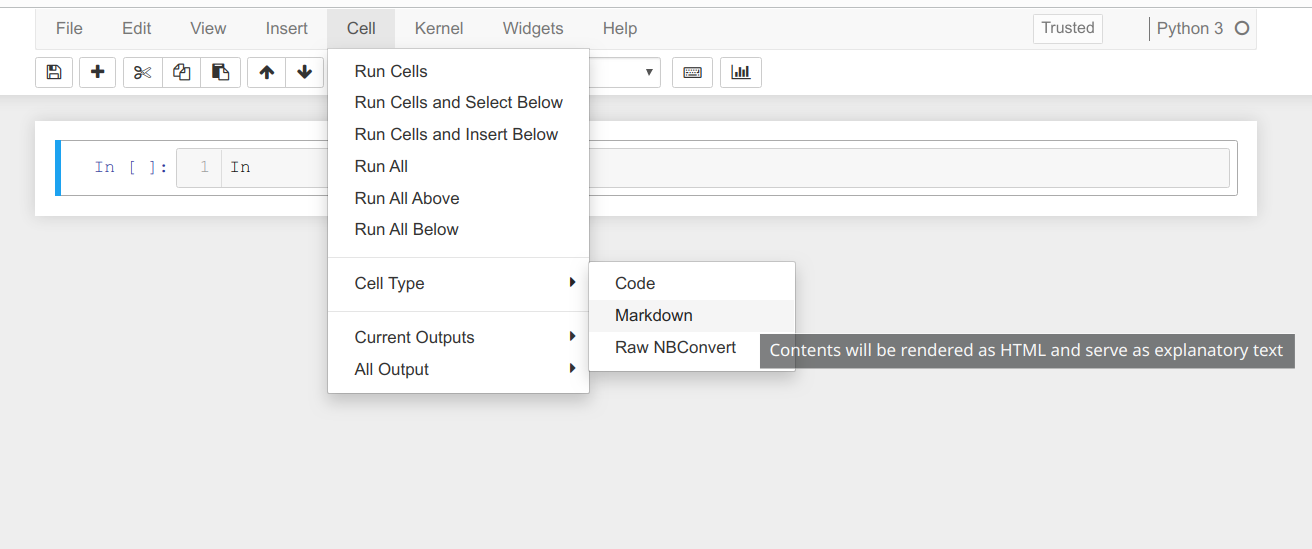 File Edit View Insert Cell Kernel Widgets Help Trusted Python 3
Run Cells
Run Cells and Select Below
Run Cells and Insert Below
In [ ]: 1 In
Run All
Run All Above
Run All Below
Cell Type
Code
Markdown
Raw NBConvert
Contents will be rendered as HTML and serve as explanatory text
Current Outputs
All Output